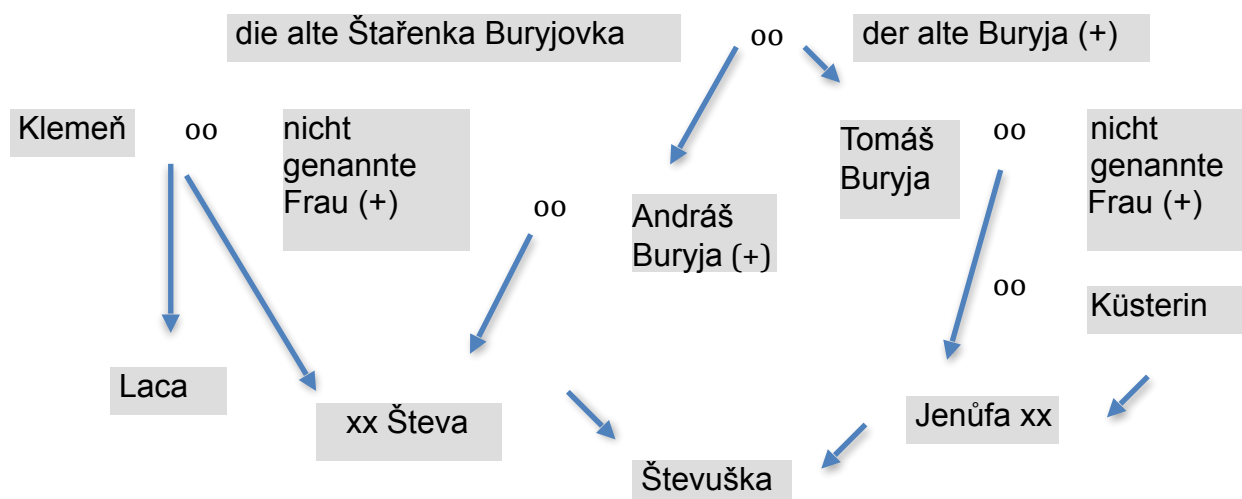 die alte Štařenka Buryjovka oo der alte Buryja (+)
Klemeň oo nicht
genannte
Frau (+)
Tomáš
Buryja
oo
nicht
genannte
Frau (+)
oo
Andráš
Buryja (+)
oo
Küsterin
Laca
xx Števa
Jenůfa xx
Števuška